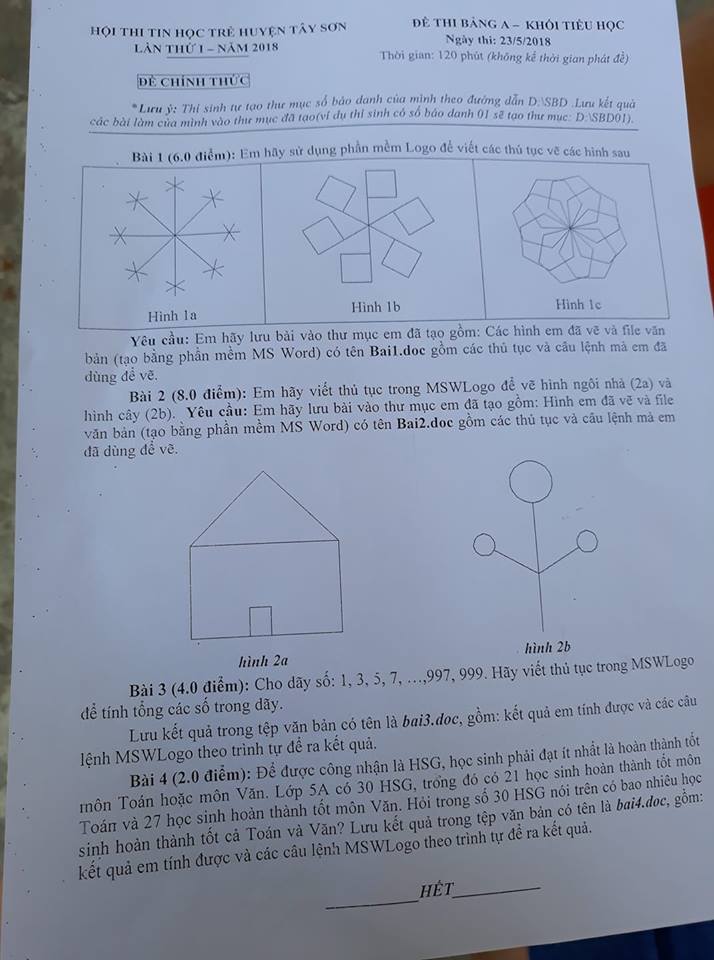 HỘI THI TIN HỌC TRẺ HUYỆN TÂY SƠN
LẦN THỨ I – NĂM 2018
ĐỀ THI BẢNG A – KHỐI TIỂU HỌC
Ngày thi: 23/5/2018
Thời gian: 120 phút (không kể thời gian phát đề)
ĐỀ CHÍNH THỨC
*Lưu ý: Thí sinh tự tạo thư mục số báo danh của mình theo đường dẫn D:\SBD .Lưu kết quả
các bài làm của mình vào thư mục đã tạo(ví dụ thí sinh có số báo danh 01 sẽ tạo thư mục: D:\SBD01).
Bài 1 (6.0 điểm): Em hãy sử dụng phần mềm Logo để viết các thủ tục vẽ các hình sau
Hình 1a
Hình 1b
Hình 1c
Yêu cầu: Em hãy lưu bài vào thư mục em đã tạo gồm: Các hình em đã vẽ và file văn
bản (tạo bằng phần mềm MS Word) có tên Bai1.doc gồm các thủ tục và câu lệnh mà em đã
dùng để vẽ.
Bài 2 (8.0 điểm): Em hãy viết thủ tục trong MSWLogo để vẽ hình ngôi nhà (2a) và
hình cây (2b). Yêu cầu: Em hãy lưu bài vào thư mục em đã tạo gồm: Hình em đã vẽ và file
văn bản (tạo bằng phần mềm MS Word) có tên Bai2.doc gồm các thủ tục và câu lệnh mà em
đã dùng để vẽ.
hình 2a
hình 2b
Bài 3 (4.0 điểm): Cho dãy số: 1, 3, 5, 7, …,997, 999. Hãy viết thủ tục trong MSWLogo
để tính tổng các số trong dãy.
Lưu kết quả trong tệp văn bản có tên là bai3.doc, gồm: kết quả em tính được và các câu
lệnh MSWLogo theo trình tự để ra kết quả.
Bài 4 (2.0 điểm): Để được công nhận là HSG, học sinh phải đạt ít nhất là hoàn thành tốt
môn Toán hoặc môn Văn. Lớp 5A có 30 HSG, trong đó có 21 học sinh hoàn thành tốt môn
Toán và 27 học sinh hoàn thành tốt môn Văn. Hỏi trong số 30 HSG nói trên có bao nhiêu học
sinh hoàn thành tốt cả Toán và Văn? Lưu kết quả trong tệp văn bản có tên là bai4.doc, gồm:
kết quả em tính được và các câu lệnh MSWLogo theo trình tự để ra kết quả.
HẾT